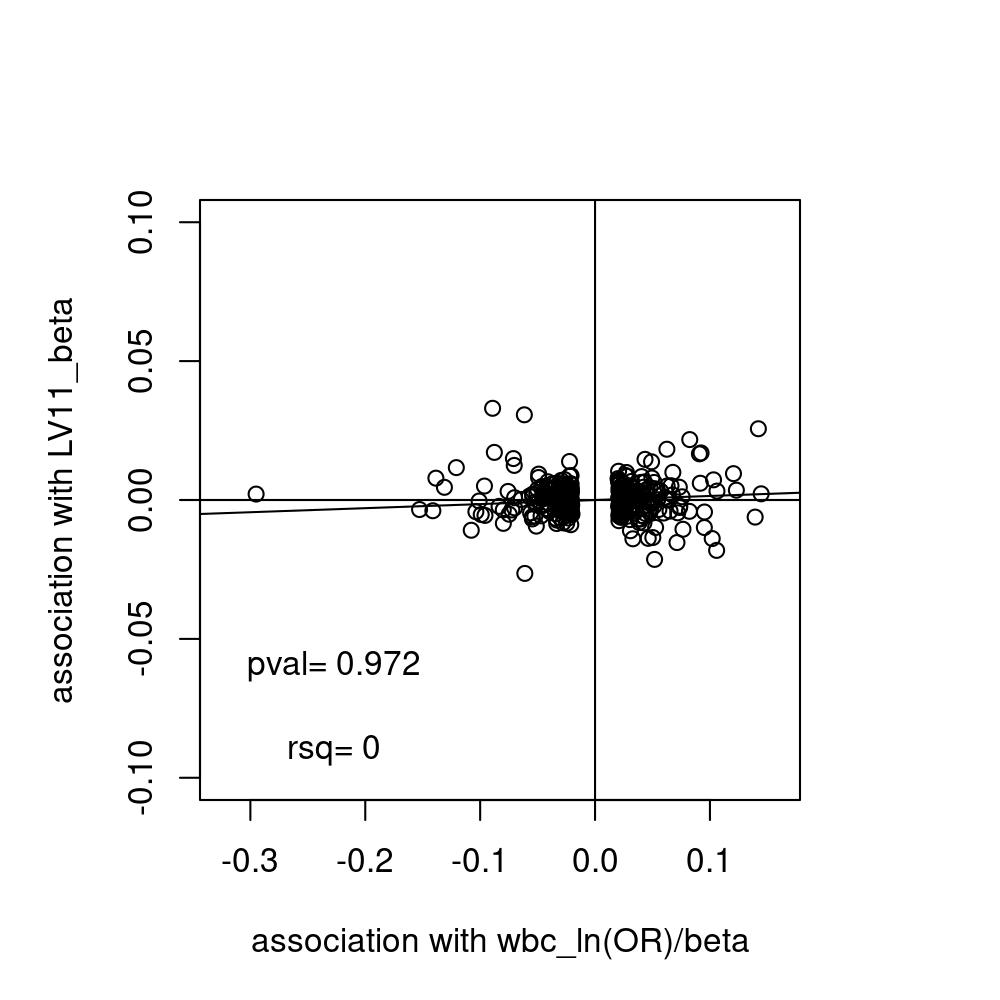 association with LV11_beta
0.10
0.05
0.00
-0.05
-0.10
pval= 0.972
rsq= 0
-0.3 -0.2 -0.1 0.0 0.1
association with wbc_ln(OR)/beta